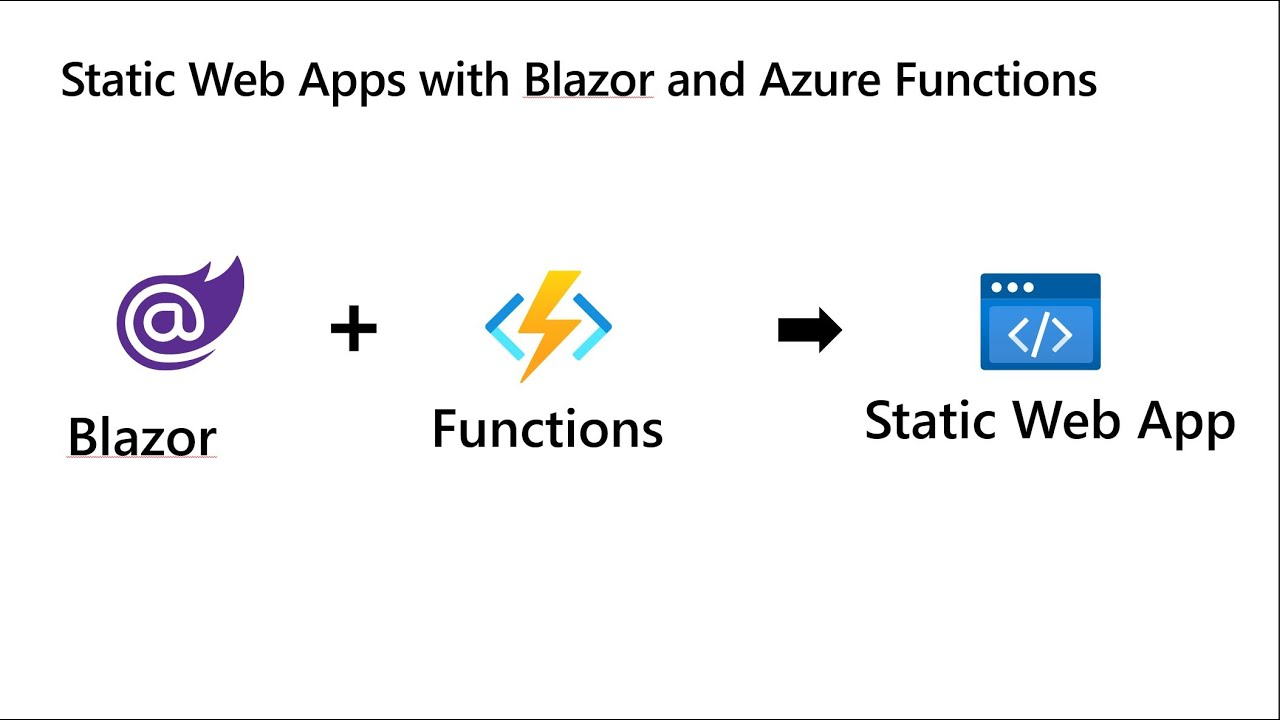 Static Web Apps with Blazor and Azure Functions
Blazor
Functions
Static Web App